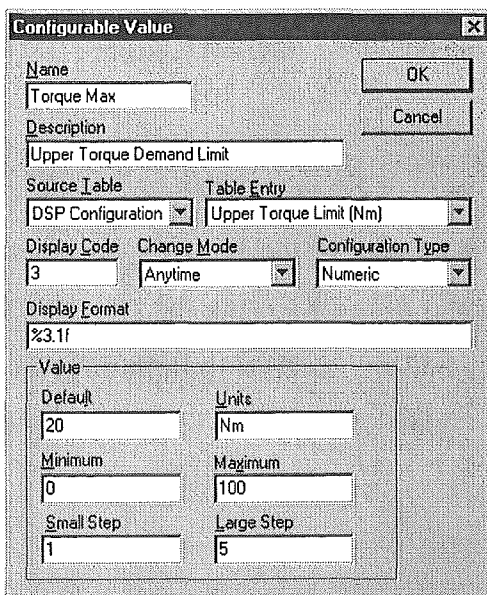 Configurable Value
Name
OK
Torque Max
Cancel
Description
Upper Torque Demand Limit
Source Table Table Entry
DSP Configuration Upper Torque Limit (Nm)
Display Code Change Mode Configuration Type
3 Anytime Numeric
Display Format
%3.1f
Value
Default Units
20 Nm
Minimum Maximum
0 100
Small Step Large Step
1 5